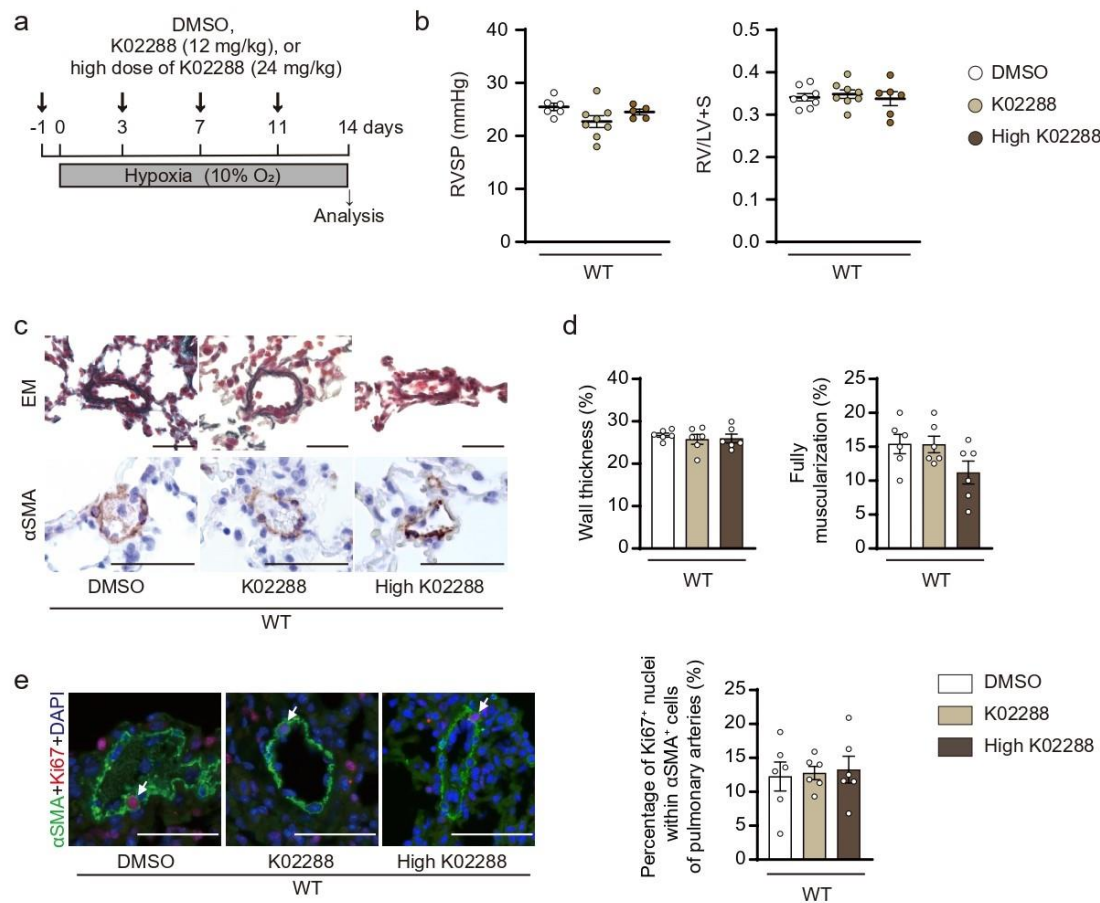 a
DMSO,
K02288 (12 mg/kg), or
high dose of K02288 (24 mg/kg)
-1 0 3 7 11 14 days
Hypoxia (10% O₂)
Analysis
b
RVSP (mmHg)
40
30
20
10
0
WT
RV/LV+S
0.5
0.4
0.3
0.2
0.1
0.0
WT
DMSO
K02288
High K02288
c
EM
αSMA
DMSO K02288 High K02288
WT
d
Wall thickness (%)
40
30
20
10
0
WT
Fully
muscularization (%)
25
20
15
10
5
0
WT
e
αSMA+Ki67+DAPI
DMSO K02288 High K02288
WT
Percentage of Ki67⁺ nuclei
within αSMA⁺ cells
of pulmonary arteries (%)
25
20
15
10
5
0
WT
DMSO
K02288
High K02288